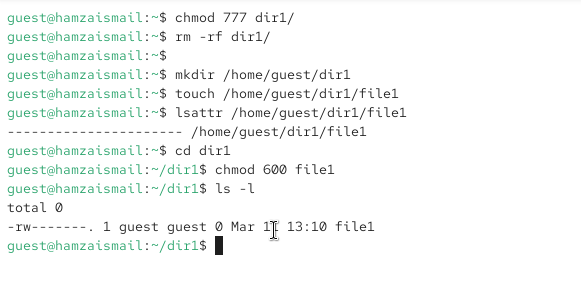 guest@hamzaismail:~$ chmod 777 dir1/
guest@hamzaismail:~$ rm -rf dir1/
guest@hamzaismail:~$
guest@hamzaismail:~$ mkdir /home/guest/dir1
guest@hamzaismail:~$ touch /home/guest/dir1/file1
guest@hamzaismail:~$ lsattr /home/guest/dir1/file1
---------------------- /home/guest/dir1/file1
guest@hamzaismail:~$ cd dir1
guest@hamzaismail:~/dir1$ chmod 600 file1
guest@hamzaismail:~/dir1$ ls -l
total 0
-rw-------. 1 guest guest 0 Mar 13:10 file1
guest@hamzaismail:~/dir1$